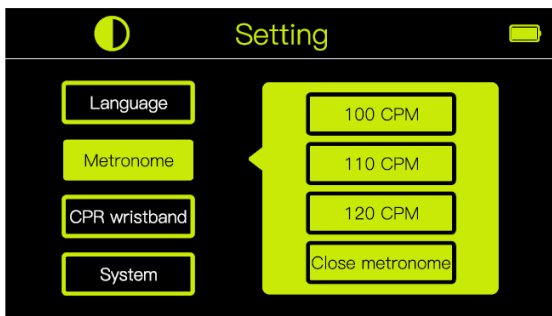 Setting
Language
Metronome
CPR wristband
System
100 CPM
110 CPM
120 CPM
Close metronome